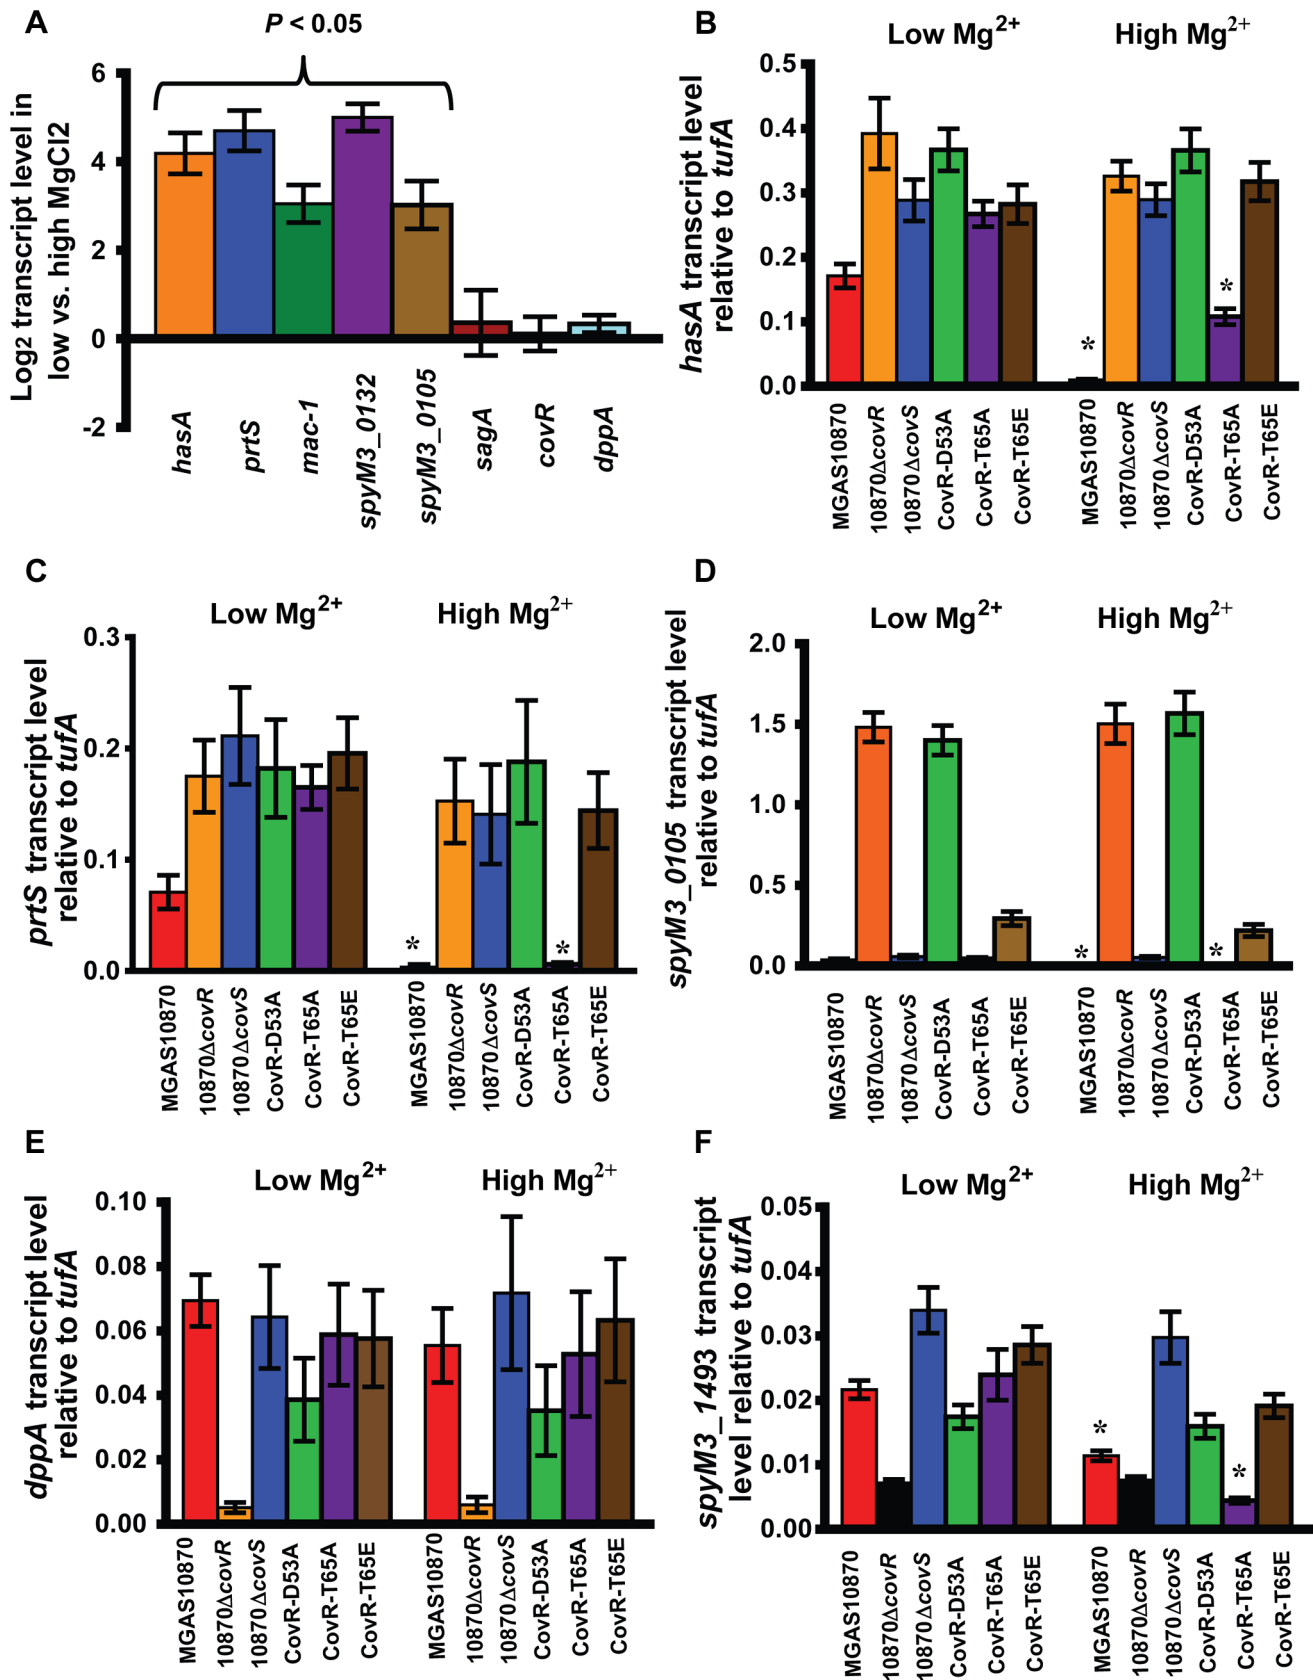 A
P < 0.05
Log2 transcript level in
low vs. high MgCl2
6
4
2
0
-2
hasA
prtS
mac-1
spyM3_0132
spyM3_0105
sagA
covR
dppA
B
Low Mg2+
High Mg2+
hasA transcript level
relative to tufA
0.5
0.4
0.3
0.2
0.1
0.0
*
*
MGAS10870
10870ΔcovR
10870ΔcovS
CovR-D53A
CovR-T65A
CovR-T65E
MGAS10870
10870ΔcovR
10870ΔcovS
CovR-D53A
CovR-T65A
CovR-T65E
C
Low Mg2+
High Mg2+
prtS transcript level
relative to tufA
0.3
0.2
0.1
0.0
*
*
MGAS10870
10870ΔcovR
10870ΔcovS
CovR-D53A
CovR-T65A
CovR-T65E
MGAS10870
10870ΔcovR
10870ΔcovS
CovR-D53A
CovR-T65A
CovR-T65E
D
Low Mg2+
High Mg2+
spyM3_0105 transcript level
relative to tufA
2.0
1.5
1.0
0.5
0.0
*
*
MGAS10870
10870ΔcovR
10870ΔcovS
CovR-D53A
CovR-T65A
CovR-T65E
MGAS10870
10870ΔcovR
10870ΔcovS
CovR-D53A
CovR-T65A
CovR-T65E
E
Low Mg2+
High Mg2+
dppA transcript level
relative to tufA
0.10
0.08
0.06
0.04
0.02
0.00
MGAS10870
10870ΔcovR
10870ΔcovS
CovR-D53A
CovR-T65A
CovR-T65E
MGAS10870
10870ΔcovR
10870ΔcovS
CovR-D53A
CovR-T65A
CovR-T65E
F
Low Mg2+
High Mg2+
spyM3_1493 transcript
level relative to tufA
0.05
0.04
0.03
0.02
0.01
0.00
*
*
MGAS10870
10870ΔcovR
10870ΔcovS
CovR-D53A
CovR-T65A
CovR-T65E
MGAS10870
10870ΔcovR
10870ΔcovS
CovR-D53A
CovR-T65A
CovR-T65E